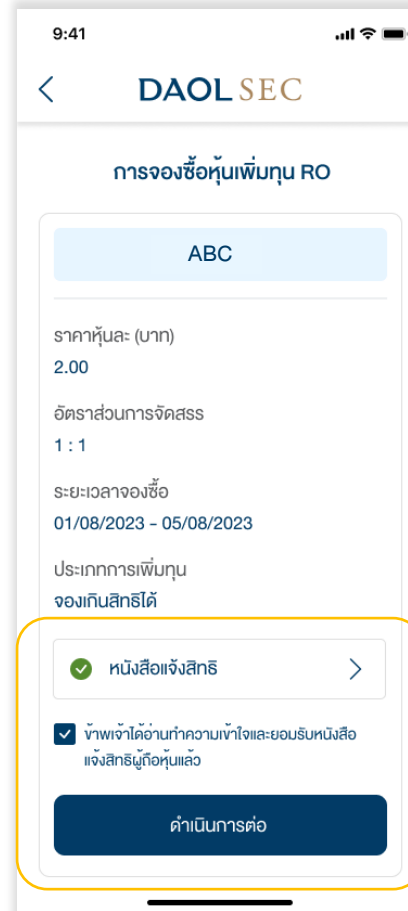 9:41
DAOL SEC
การจองซื้อหุ้นเพิ่มทุน RO
ABC
ราคาหุ้นละ (บาท)
2.00
อัตราส่วนการจัดสรร
1 : 1
ระยะเวลาจองซื้อ
01/08/2023 - 05/08/2023
ประเภทการเพิ่มทุน
จองเกินสิทธิได้
หนังสือแจ้งสิทธิ
ข้าพเจ้าได้อ่านทำความเข้าใจและยอมรับหนังสือ
แจ้งสิทธิผู้ถือหุ้นแล้ว
ดำเนินการต่อ